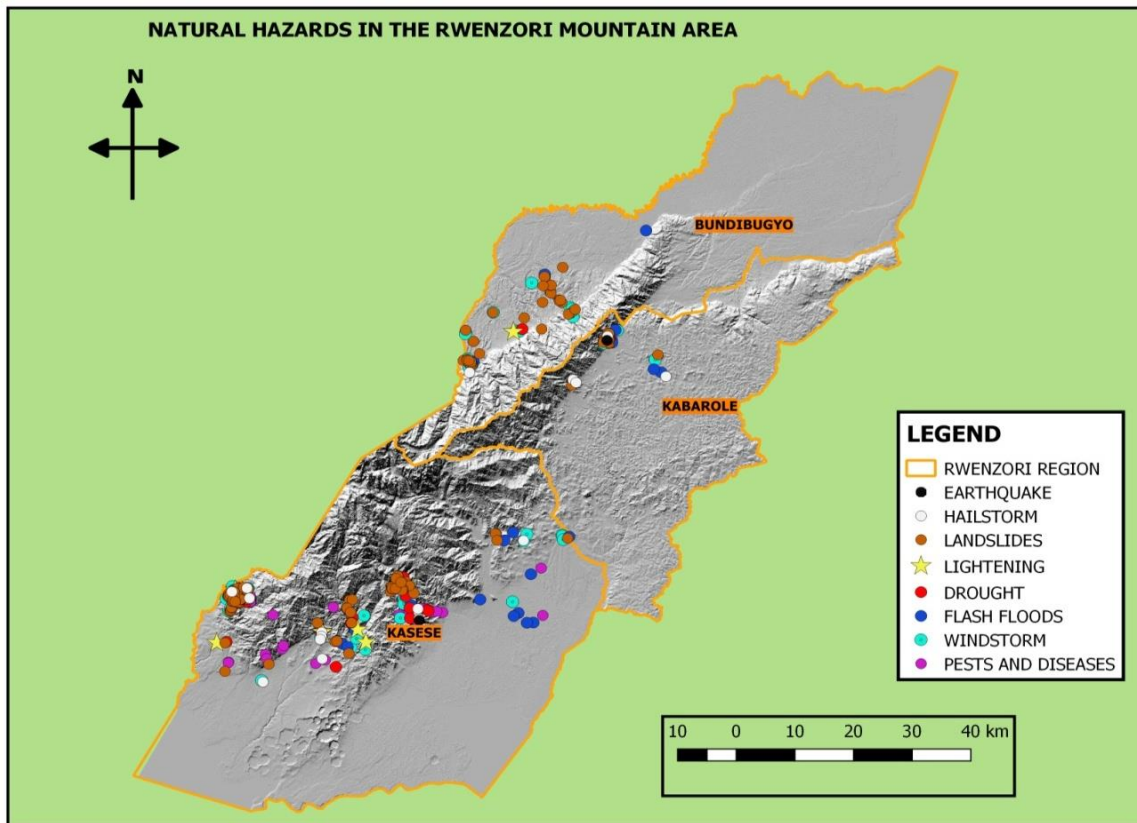 NATURAL HAZARDS IN THE RWENZORI MOUNTAIN AREA
N
BUNDIBUGYO
KABAROLE
KASESE
LEGEND
RWENZORI REGION
EARTHQUAKE
HAILSTORM
LANDSLIDES
LIGHTENING
DROUGHT
FLASH FLOODS
WINDSTORM
PESTS AND DISEASES
10 0 10 20 30 40 km